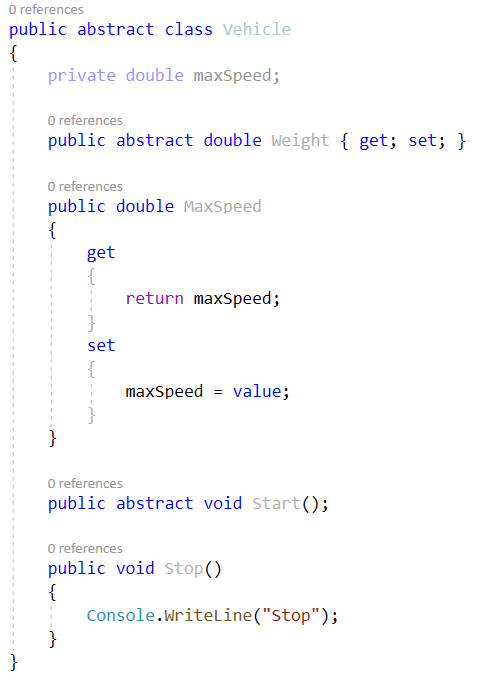 0 references
public abstract class Vehicle
{
    private double maxSpeed;
    0 references
    public abstract double Weight { get; set; }
    0 references
    public double MaxSpeed
    {
        get
        {
            return maxSpeed;
        }
        set
        {
            maxSpeed = value;
        }
    }
    0 references
    public abstract void Start();
    0 references
    public void Stop()
    {
        Console.WriteLine("Stop");
    }
}